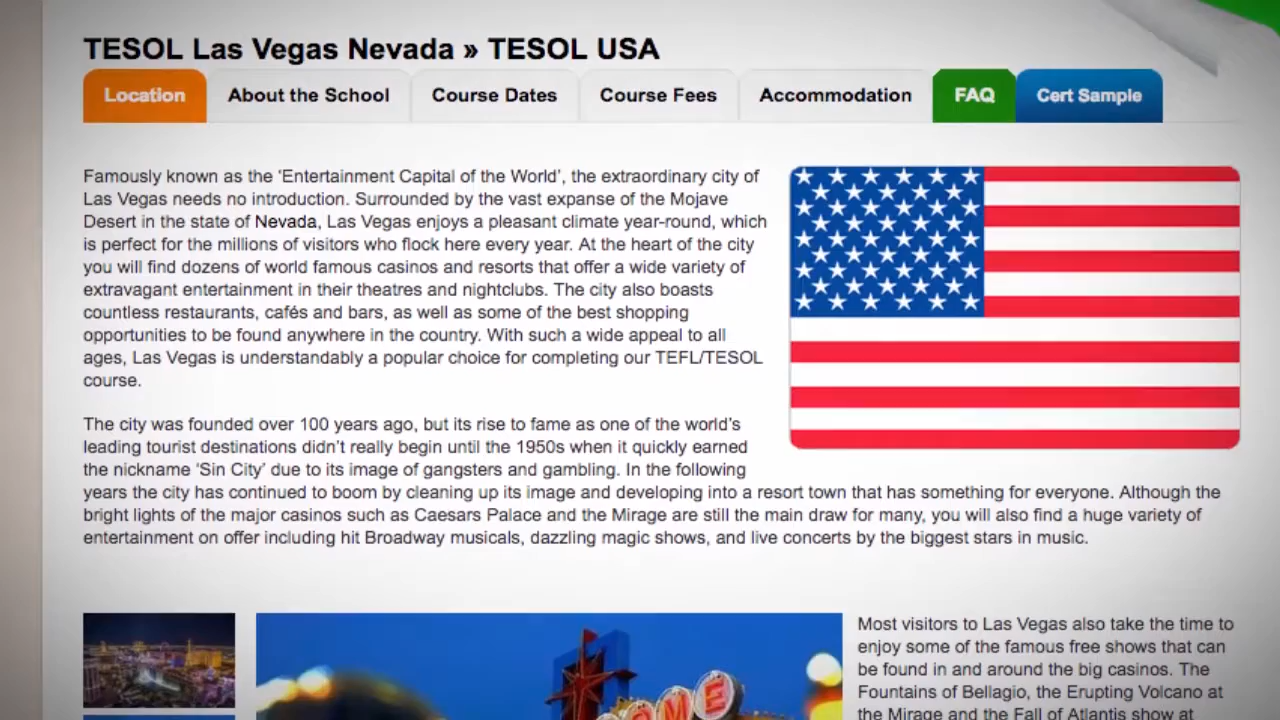 TESOL Las Vegas Nevada » TESOL USA
Location About the School Course Dates Course Fees Accommodation FAQ Cert Sample
Famously known as the ‘Entertainment Capital of the World’, the extraordinary city of
Las Vegas needs no introduction. Surrounded by the vast expanse of the Mojave
Desert in the state of Nevada, Las Vegas enjoys a pleasant climate year-round, which
is perfect for the millions of visitors who flock here every year. At the heart of the city
you will find dozens of world famous casinos and resorts that offer a wide variety of
extravagant entertainment in their theatres and nightclubs. The city also boasts
countless restaurants, cafés and bars, as well as some of the best shopping
opportunities to be found anywhere in the country. With such a wide appeal to all
ages, Las Vegas is understandably a popular choice for completing our TEFL/TESOL
course.
The city was founded over 100 years ago, but its rise to fame as one of the world’s
leading tourist destinations didn’t really begin until the 1950s when it quickly earned
the nickname ‘Sin City’ due to its image of gangsters and gambling. In the following
years the city has continued to boom by cleaning up its image and developing into a resort town that has something for everyone. Although the
bright lights of the major casinos such as Caesars Palace and the Mirage are still the main draw for many, you will also find a huge variety of
entertainment on offer including hit Broadway musicals, dazzling magic shows, and live concerts by the biggest stars in music.
Most visitors to Las Vegas also take the time to
enjoy some of the famous free shows that can
be found in and around the big casinos. The
Fountains of Bellagio, the Erupting Volcano at
the Mirage and the Fall of Atlantis show at